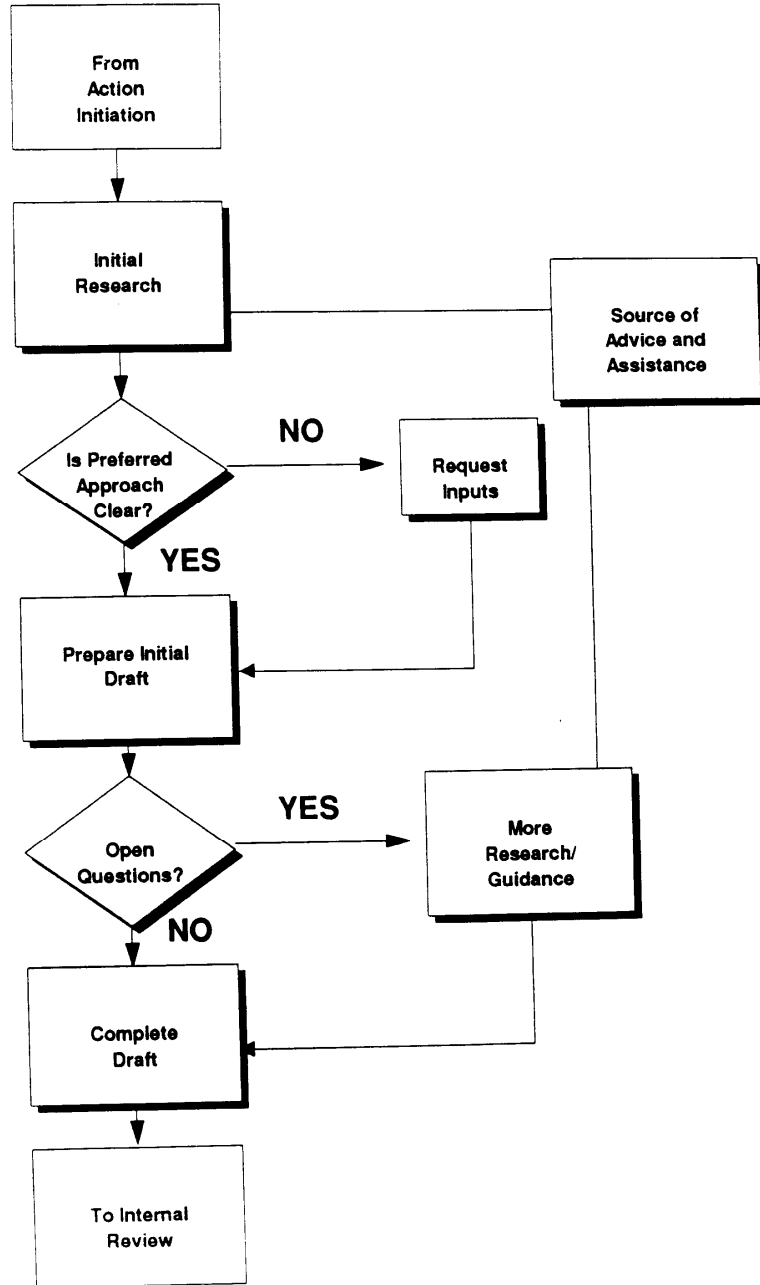 From
Action
Initiation
Initial
Research
Source of
Advice and
Assistance
Is Preferred
Approach
Clear?
NO
Request
Inputs
YES
Prepare Initial
Draft
Open
Questions?
YES
More
Research/
Guidance
NO
Complete
Draft
To Internal
Review